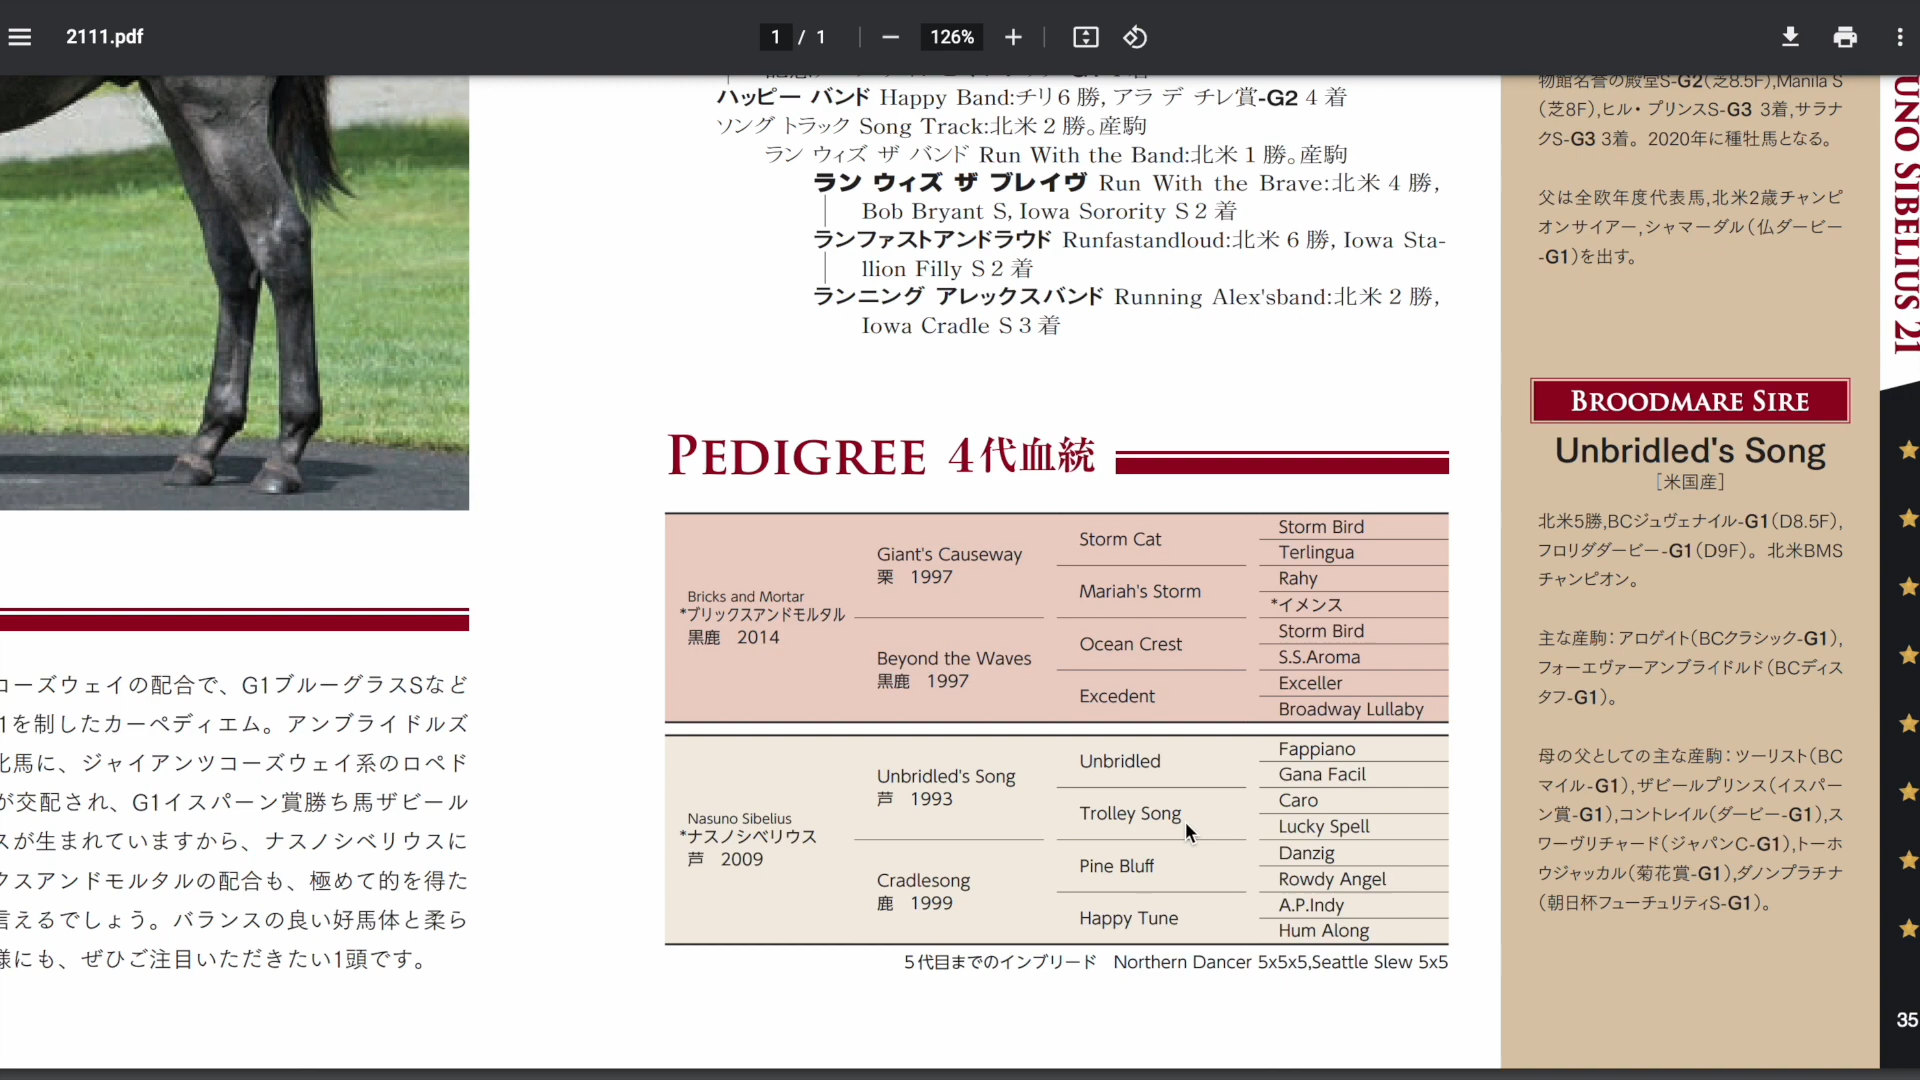 2111.pdf
1 / 1
126%
ハッピー バンド Happy Band:チリ6勝, アラ デ チレ賞-G2 4着
ソング トラック Song Track:北米2勝。産駒
ラン ウィズ ザ バンド Run With the Band:北米1勝。産駒
ラン ウィズ ザ ブレイヴ Run With the Brave:北米4勝,
Bob Bryant S, Iowa Sorority S2着
ランファストアンドラウド Runfastandloud:北米6勝, Iowa Sta-
llion Filly S2着
ランニング アレックスバンド Running Alex'sband:北米2勝,
Iowa Cradle S3着
PEDIGREE 4代血統
Bricks and Mortar
*ブリックスアンドモルタル
黒鹿 2014
Giant's Causeway
栗 1997
Beyond the Waves
黒鹿 1997
Storm Cat
Mariah's Storm
Ocean Crest
Excedent
Storm Bird
Terlingua
Rahy
*イメンス
Storm Bird
S.S.Aroma
Exceller
Broadway Lullaby
Nasuno Sibelius
*ナスノシベリウス
芦 2009
Unbridled's Song
芦 1993
Cradlesong
鹿 1999
Unbridled
Trolley Song
Pine Bluff
Happy Tune
Fappiano
Gana Facil
Caro
Lucky Spell
Danzig
Rowdy Angel
A.P.Indy
Hum Along
5代目までのインブリード Northern Dancer 5x5x5,Seattle Slew 5x5
コーズウェイの配合で、G1ブルーグラスSなど
1を制したカーペディエム。アンブライドルズ
牝馬に、ジャイアンツコーズウェイ系のロペド
が交配され、G1イスパーン賞勝ち馬ザビール
スが生まれていますから、ナスノシベリウスに
クスアンドモルタルの配合も、極めて的を得た
言えるでしょう。バランスの良い好馬体と柔ら
様にも、ぜひご注目いただきたい1頭です。
物館名誉の殿堂S-G2(芝8.5F),Manila S
(芝8F),ヒル・プリンスS-G3 3着,サラナ
クS-G3 3着。2020年に種牡馬となる。
父は全欧年度代表馬,北米2歳チャンピ
オンサイアー,シャマーダル(仏ダービー
-G1)を出す。
BROODMARE SIRE
Unbridled's Song
[米国産]
北米5勝,BCジュヴェナイル-G1(D8.5F),
フロリダダービー-G1(D9F)。北米BMS
チャンピオン。
主な産駒:アロゲイト(BCクラシック-G1),
フォーエヴァーアンブライドルド(BCディス
タフ-G1)。
母の父としての主な産駒:ツーリスト(BC
マイル-G1),ザビールプリンス(イスパー
ン賞-G1),コントレイル(ダービー-G1),ス
ワーヴリチャード(ジャパンC-G1),トーホ
ウジャッカル(菊花賞-G1),ダノンプラチナ
(朝日杯フューチュリティS-G1)。
UNO SIBELIUS 21
35